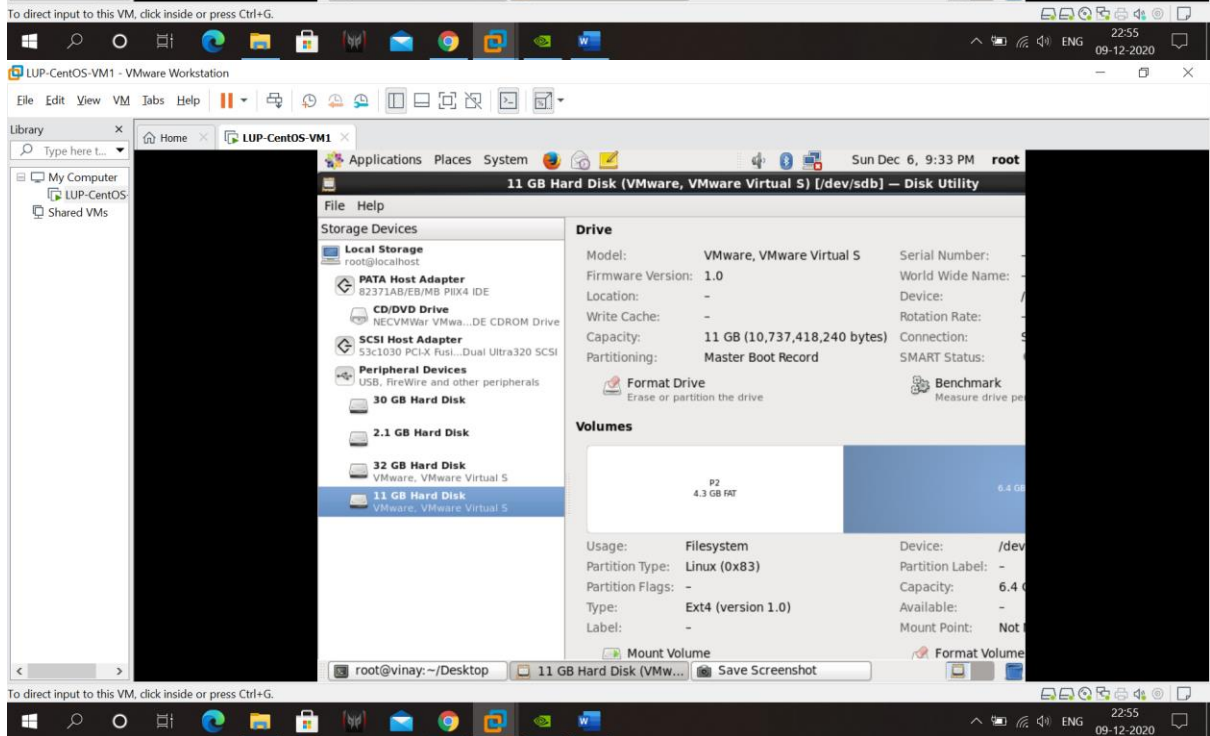 To direct input to this VM, click inside or press Ctrl+G.
ENG 22:55
09-12-2020
LUP-CentOS-VM1 - VMware Workstation
File Edit View VM Tabs Help
Library
Home LUP-CentOS-VM1
Type here t...
My Computer
LUP-CentOS-
Shared VMs
Applications Places System Sun Dec 6, 9:33 PM root
11 GB Hard Disk (VMware, VMware Virtual S) [/dev/sdb] — Disk Utility
File Help
Storage Devices
Local Storage
root@localhost
PATA Host Adapter
82371AB/EB/MB PIIX4 IDE
CD/DVD Drive
NECVMWar VMwa...DE CDROM Drive
SCSI Host Adapter
53c1030 PCI-X Fusi...Dual Ultra320 SCSI
Peripheral Devices
USB, FireWire and other peripherals
30 GB Hard Disk
2.1 GB Hard Disk
32 GB Hard Disk
VMware, VMware Virtual S
11 GB Hard Disk
VMware, VMware Virtual S
Drive
Model: VMware, VMware Virtual S Serial Number: -
Firmware Version: 1.0 World Wide Name: -
Location: – Device: /
Write Cache: – Rotation Rate: -
Capacity: 11 GB (10,737,418,240 bytes) Connection: S
Partitioning: Master Boot Record SMART Status:
Format Drive Benchmark
Erase or partition the drive Measure drive per
Volumes
P2
4.3 GB FAT
6.4 GB
Usage: Filesystem Device: /dev
Partition Type: Linux (0x83) Partition Label: –
Partition Flags: – Capacity: 6.4
Type: Ext4 (version 1.0) Available: –
Label: – Mount Point: Not
Mount Volume Format Volume
root@vinay:~/Desktop 11 GB Hard Disk (VMw... Save Screenshot
To direct input to this VM, click inside or press Ctrl+G.
ENG 22:55
09-12-2020